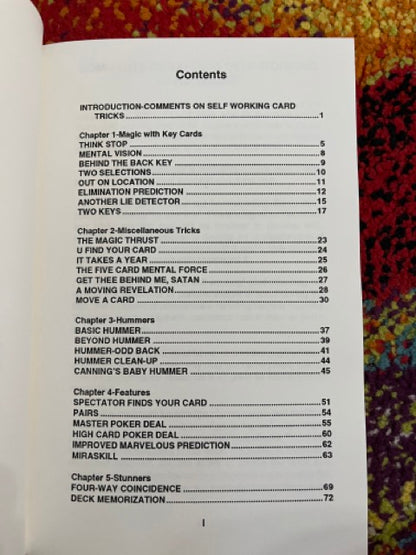 Contents
INTRODUCTION-COMMENTS ON SELF WORKING CARD
TRICKS.....1
Chapter 1-Magic with Key Cards
THINK STOP.....5
MENTAL VISION.....8
BEHIND THE BACK KEY.....9
TWO SELECTIONS.....10
OUT ON LOCATION.....11
ELIMINATION PREDICTION.....12
ANOTHER LIE DETECTOR.....15
TWO KEYS.....17
Chapter 2-Miscellaneous Tricks
THE MAGIC THRUST.....23
U FIND YOUR CARD.....24
IT TAKES A YEAR.....25
THE FIVE CARD MENTAL FORCE.....26
GET THEE BEHIND ME, SATAN.....27
A MOVING REVELATION.....28
MOVE A CARD.....30
Chapter 3-Hummers
BASIC HUMMER.....37
BEYOND HUMMER.....39
HUMMER-ODD BACK.....41
HUMMER CLEAN-UP.....44
CANNING'S BABY HUMMER.....45
Chapter 4-Features
SPECTATOR FINDS YOUR CARD.....51
PAIRS.....54
MASTER POKER DEAL.....55
HIGH CARD POKER DEAL.....60
IMPROVED MARVELOUS PREDICTION.....62
MIRASKILL.....63
Chapter 5-Stunners
FOUR-WAY COINCIDENCE.....69
DECK MEMORIZATION.....72
I